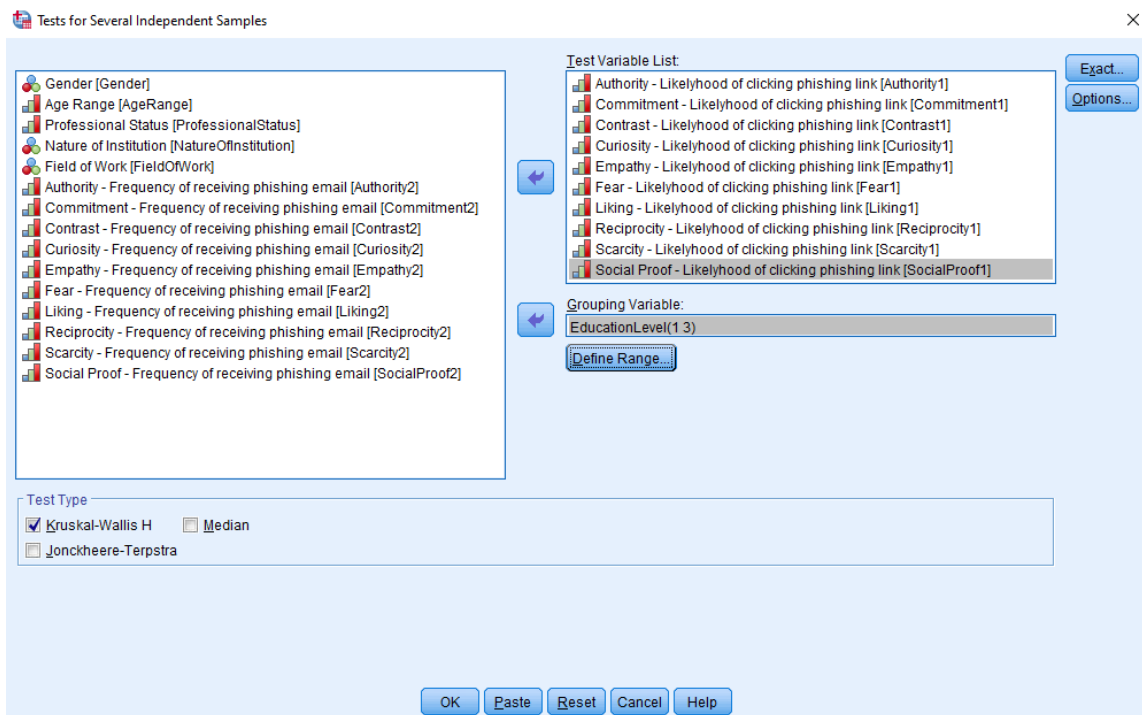 Tests for Several Independent Samples
Gender [Gender]
Age Range [AgeRange]
Professional Status [ProfessionalStatus]
Nature of Institution [NatureOfInstitution]
Field of Work [FieldOfWork]
Authority - Frequency of receiving phishing email [Authority2]
Commitment - Frequency of receiving phishing email [Commitment2]
Contrast - Frequency of receiving phishing email [Contrast2]
Curiosity - Frequency of receiving phishing email [Curiosity2]
Empathy - Frequency of receiving phishing email [Empathy2]
Fear - Frequency of receiving phishing email [Fear2]
Liking - Frequency of receiving phishing email [Liking2]
Reciprocity - Frequency of receiving phishing email [Reciprocity2]
Scarcity - Frequency of receiving phishing email [Scarcity2]
Social Proof - Frequency of receiving phishing email [SocialProof2]
Test Variable List:
Authority - Likelyhood of clicking phishing link [Authority1]
Commitment - Likelyhood of clicking phishing link [Commitment1]
Contrast - Likelyhood of clicking phishing link [Contrast1]
Curiosity - Likelyhood of clicking phishing link [Curiosity1]
Empathy - Likelyhood of clicking phishing link [Empathy1]
Fear - Likelyhood of clicking phishing link [Fear1]
Liking - Likelyhood of clicking phishing link [Liking1]
Reciprocity - Likelyhood of clicking phishing link [Reciprocity1]
Scarcity - Likelyhood of clicking phishing link [Scarcity1]
Social Proof - Likelyhood of clicking phishing link [SocialProof1]
Grouping Variable:
EducationLevel(1 3)
Define Range...
Exact...
Options...
Test Type
Kruskal-Wallis H Median
Jonckheere-Terpstra
OK Paste Reset Cancel Help